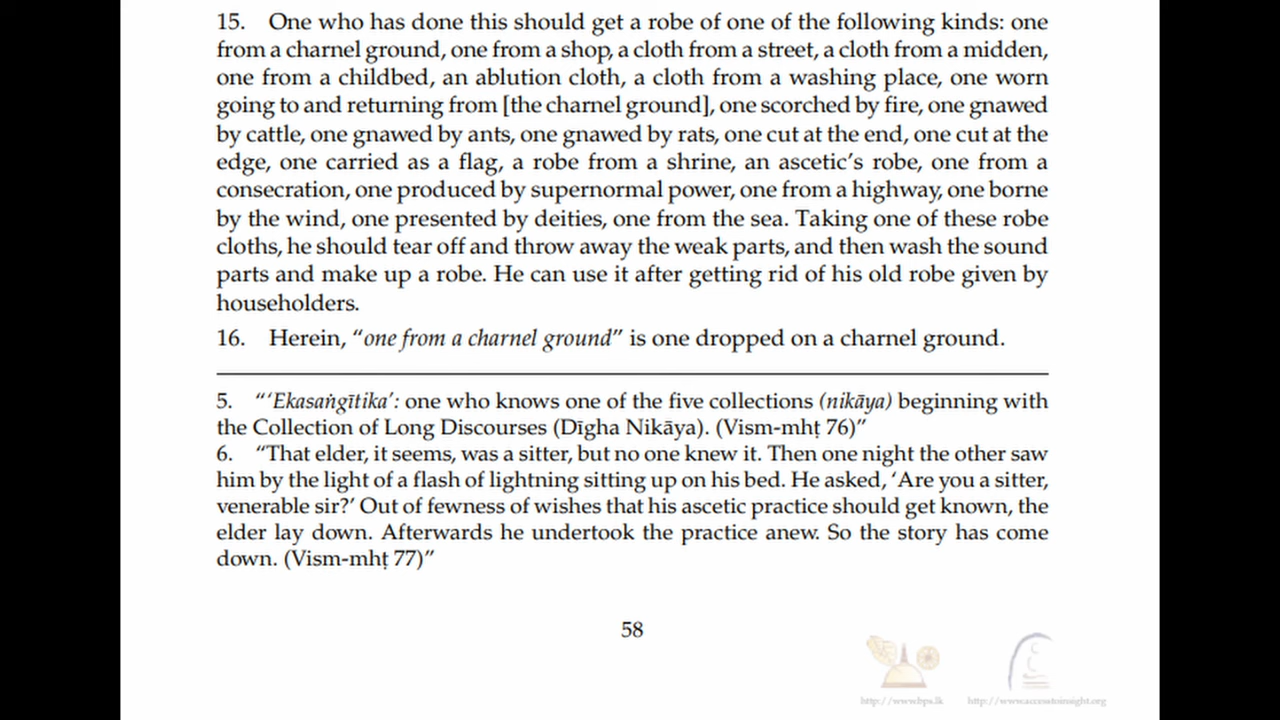 15. One who has done this should get a robe of one of the following kinds: one
from a charnel ground, one from a shop, a cloth from a street, a cloth from a midden,
one from a childbed, an ablution cloth, a cloth from a washing place, one worn
going to and returning from [the charnel ground], one scorched by fire, one gnawed
by cattle, one gnawed by ants, one gnawed by rats, one cut at the end, one cut at the
edge, one carried as a flag, a robe from a shrine, an ascetic’s robe, one from a
consecration, one produced by supernormal power, one from a highway, one borne
by the wind, one presented by deities, one from the sea. Taking one of these robe
cloths, he should tear off and throw away the weak parts, and then wash the sound
parts and make up a robe. He can use it after getting rid of his old robe given by
householders.
16. Herein, “one from a charnel ground” is one dropped on a charnel ground.
5. “‘Ekasaṅgītika’: one who knows one of the five collections (nikāya) beginning with
the Collection of Long Discourses (Dīgha Nikāya). (Vism-mhṭ 76)”
6. “That elder, it seems, was a sitter, but no one knew it. Then one night the other saw
him by the light of a flash of lightning sitting up on his bed. He asked, ‘Are you a sitter,
venerable sir?’ Out of fewness of wishes that his ascetic practice should get known, the
elder lay down. Afterwards he undertook the practice anew. So the story has come
down. (Vism-mhṭ 77)”
58
http://www.bps.lk http://www.accesstoinsight.org